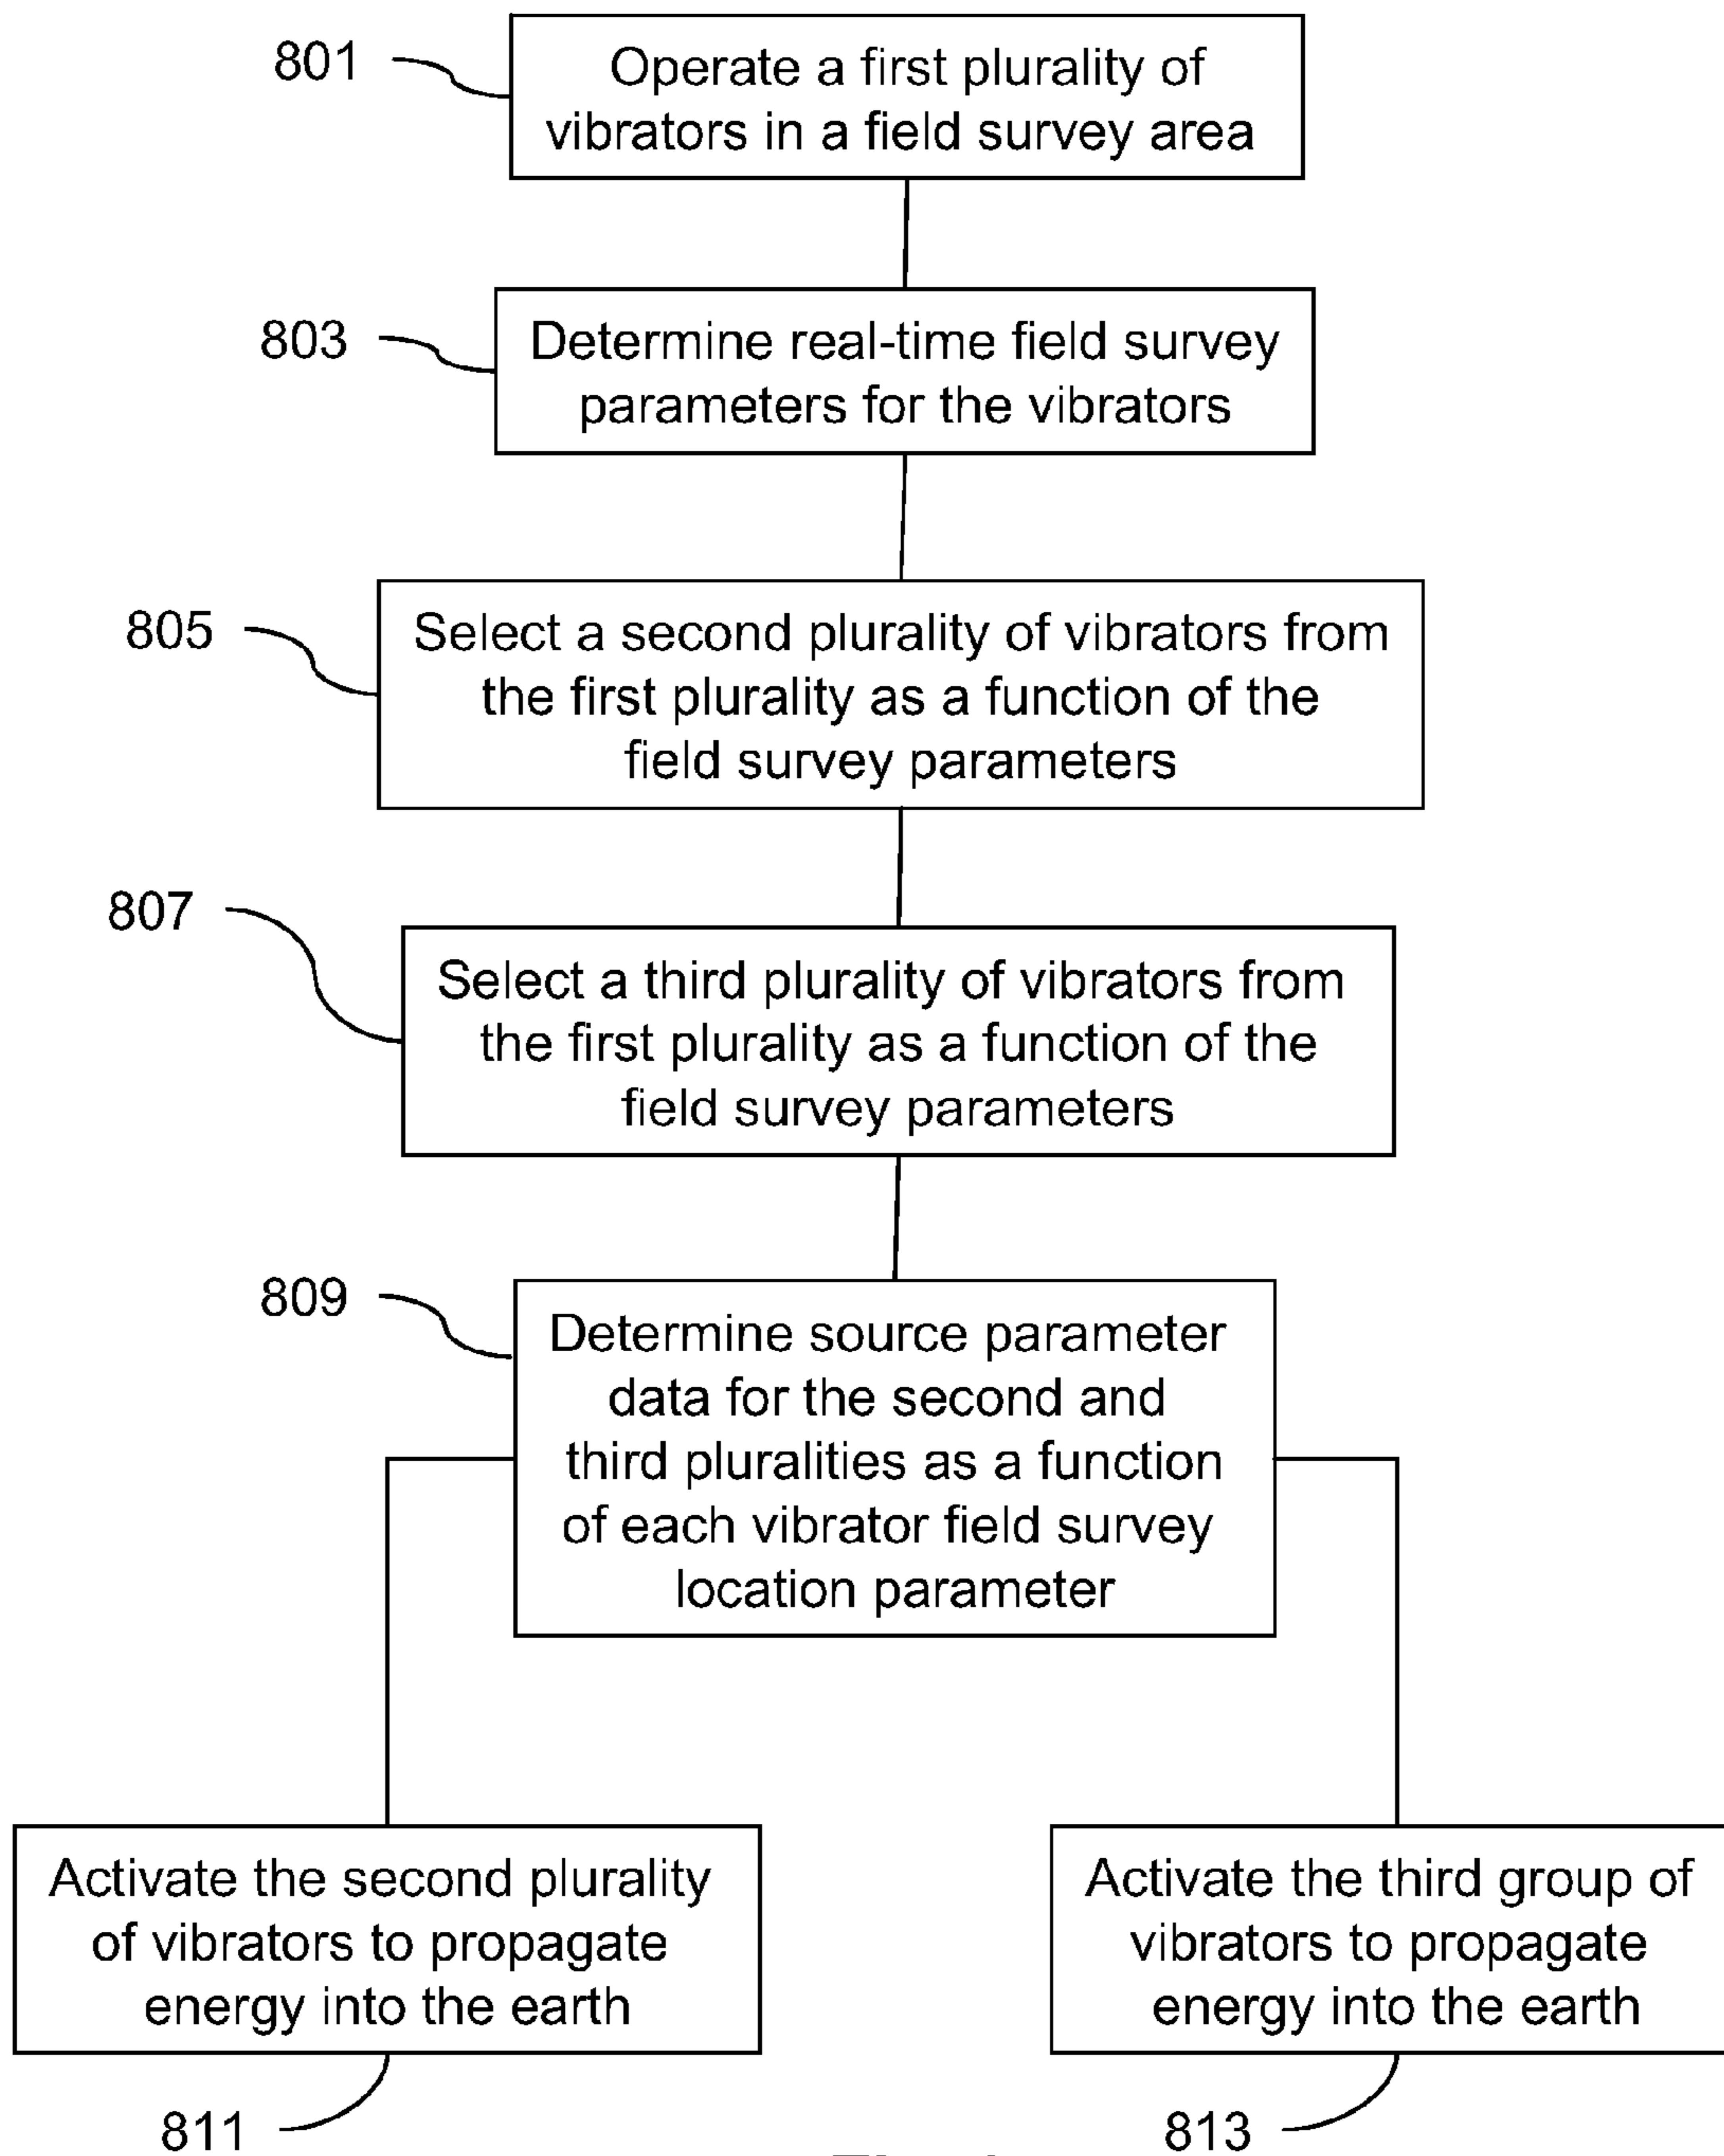 801
Operate a first plurality of
vibrators in a field survey area
803
Determine real-time field survey
parameters for the vibrators
805
Select a second plurality of vibrators from
the first plurality as a function of the
field survey parameters
807
Select a third plurality of vibrators from
the first plurality as a function of the
field survey parameters
809
Determine source parameter
data for the second and
third pluralities as a function
of each vibrator field survey
location parameter
Activate the second plurality
of vibrators to propagate
energy into the earth
811
Activate the third group of
vibrators to propagate
energy into the earth
813